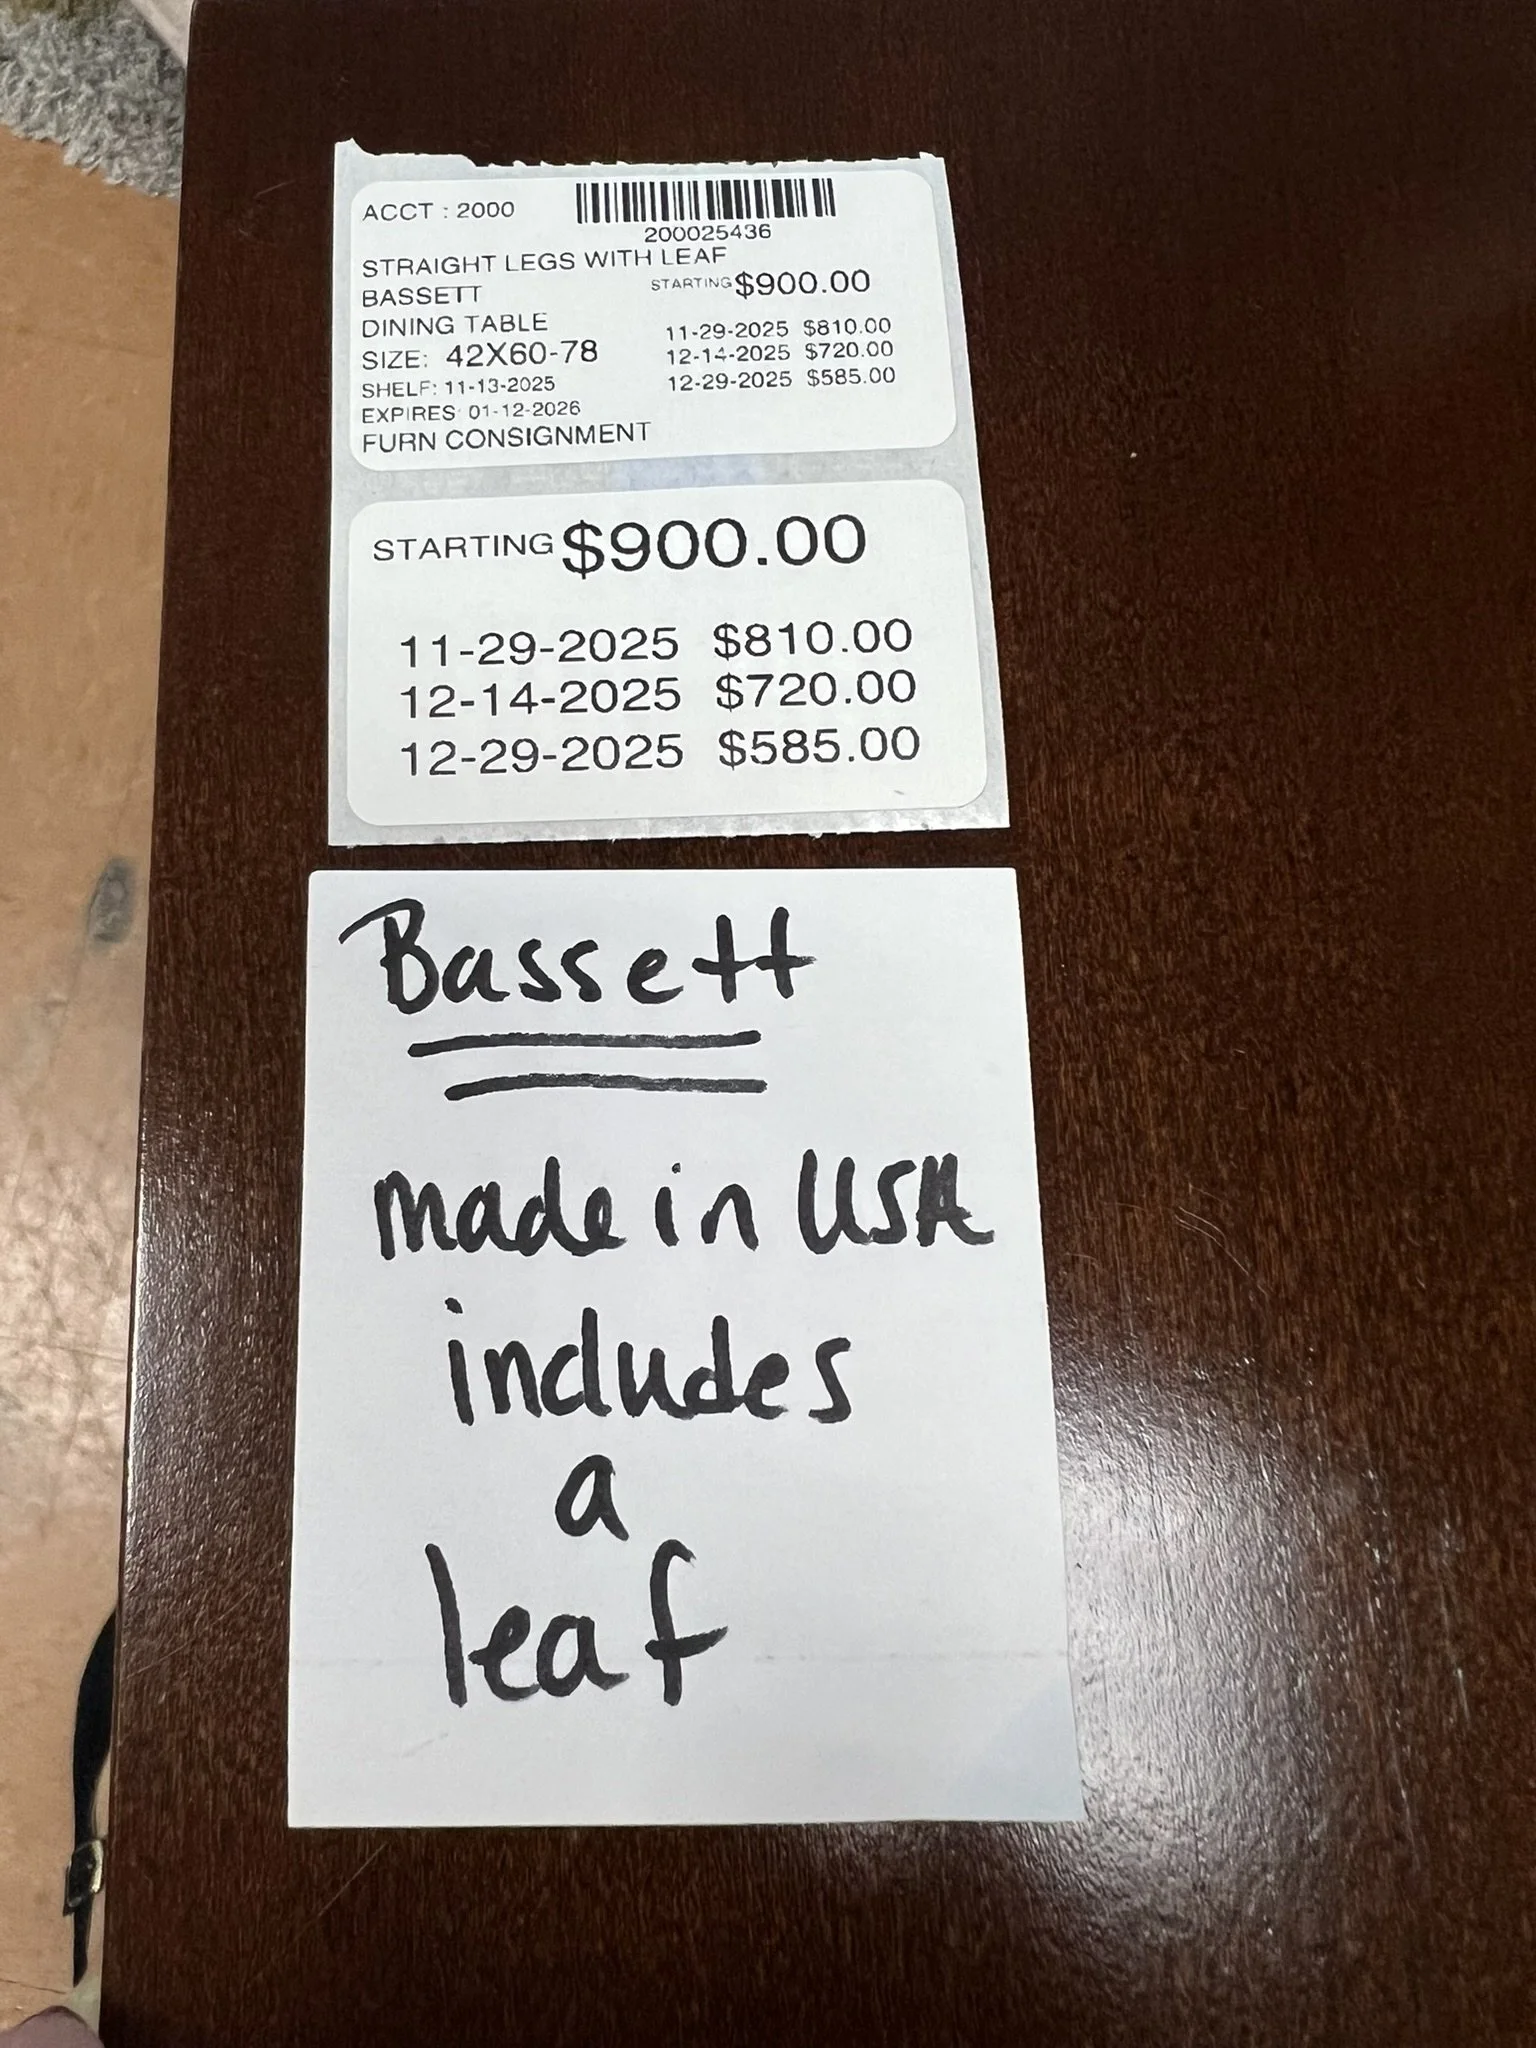 ACCT : 2000
200025436
STRAIGHT LEGS WITH LEAF
BASSETT STARTING $900.00
DINING TABLE 11-29-2025 $810.00
SIZE: 42X60-78 12-14-2025 $720.00
SHELF: 11-13-2025 12-29-2025 $585.00
EXPIRES: 01-12-2026
FURN CONSIGNMENT
STARTING $900.00
11-29-2025 $810.00
12-14-2025 $720.00
12-29-2025 $585.00
Bassett
made in USA
includes
a
leaf